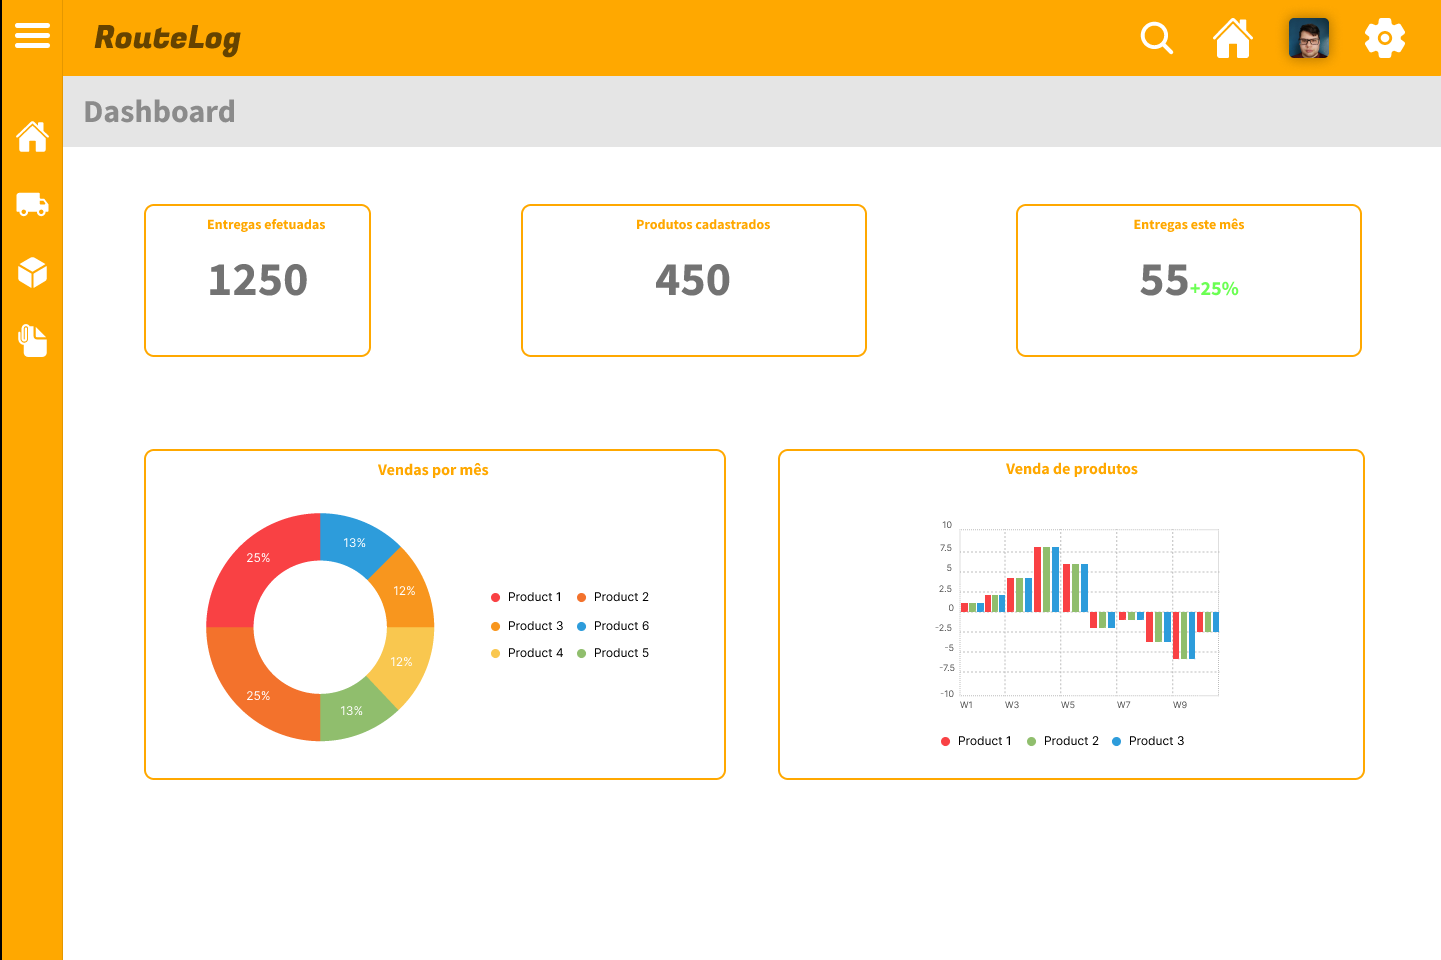 RouteLog
Dashboard
Entregas efetuadas
1250
Produtos cadastrados
450
Entregas este mês
55+25%
Vendas por mês
25%
13%
12%
12%
13%
25%
Product 1 Product 2
Product 3 Product 6
Product 4 Product 5
Venda de produtos
10
7.5
5
2.5
0
-2.5
-5
-7.5
-10
W1 W3 W5 W7 W9
Product 1 Product 2 Product 3